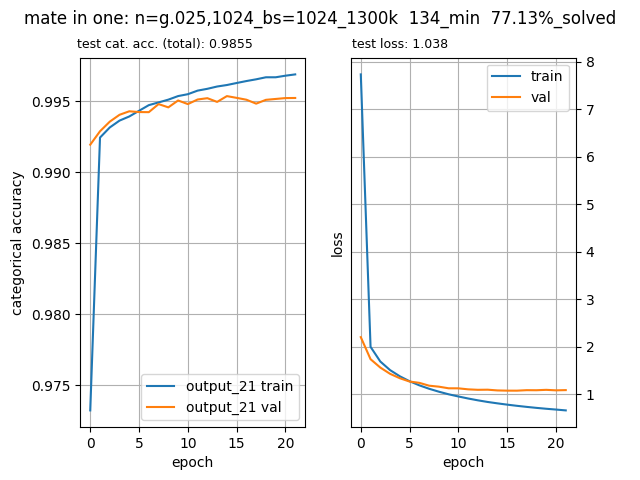 mate in one: n=g.025,1024_bs=1024_1300k  134_min  77.13%_solved
test cat. acc. (total): 0.9855
test loss: 1.038
categorical accuracy
0.995
0.990
0.985
0.980
0.975
output_21 train
output_21 val
0
5
10
15
20
epoch
loss
train
val
8
7
6
5
4
3
2
1
0
5
10
15
20
epoch